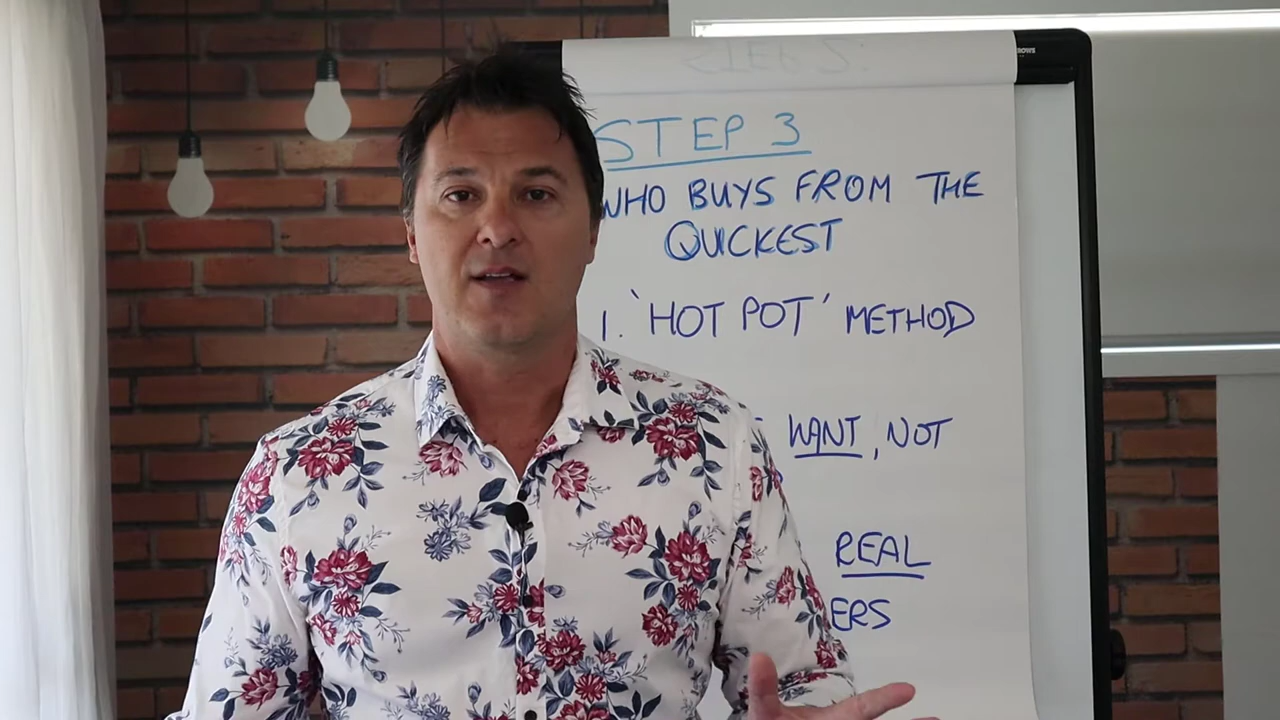 STEP 3
WHO BUYS FROM THE
QUICKEST
1. 'HOT POT' METHOD
WANT, NOT
REAL
ERS